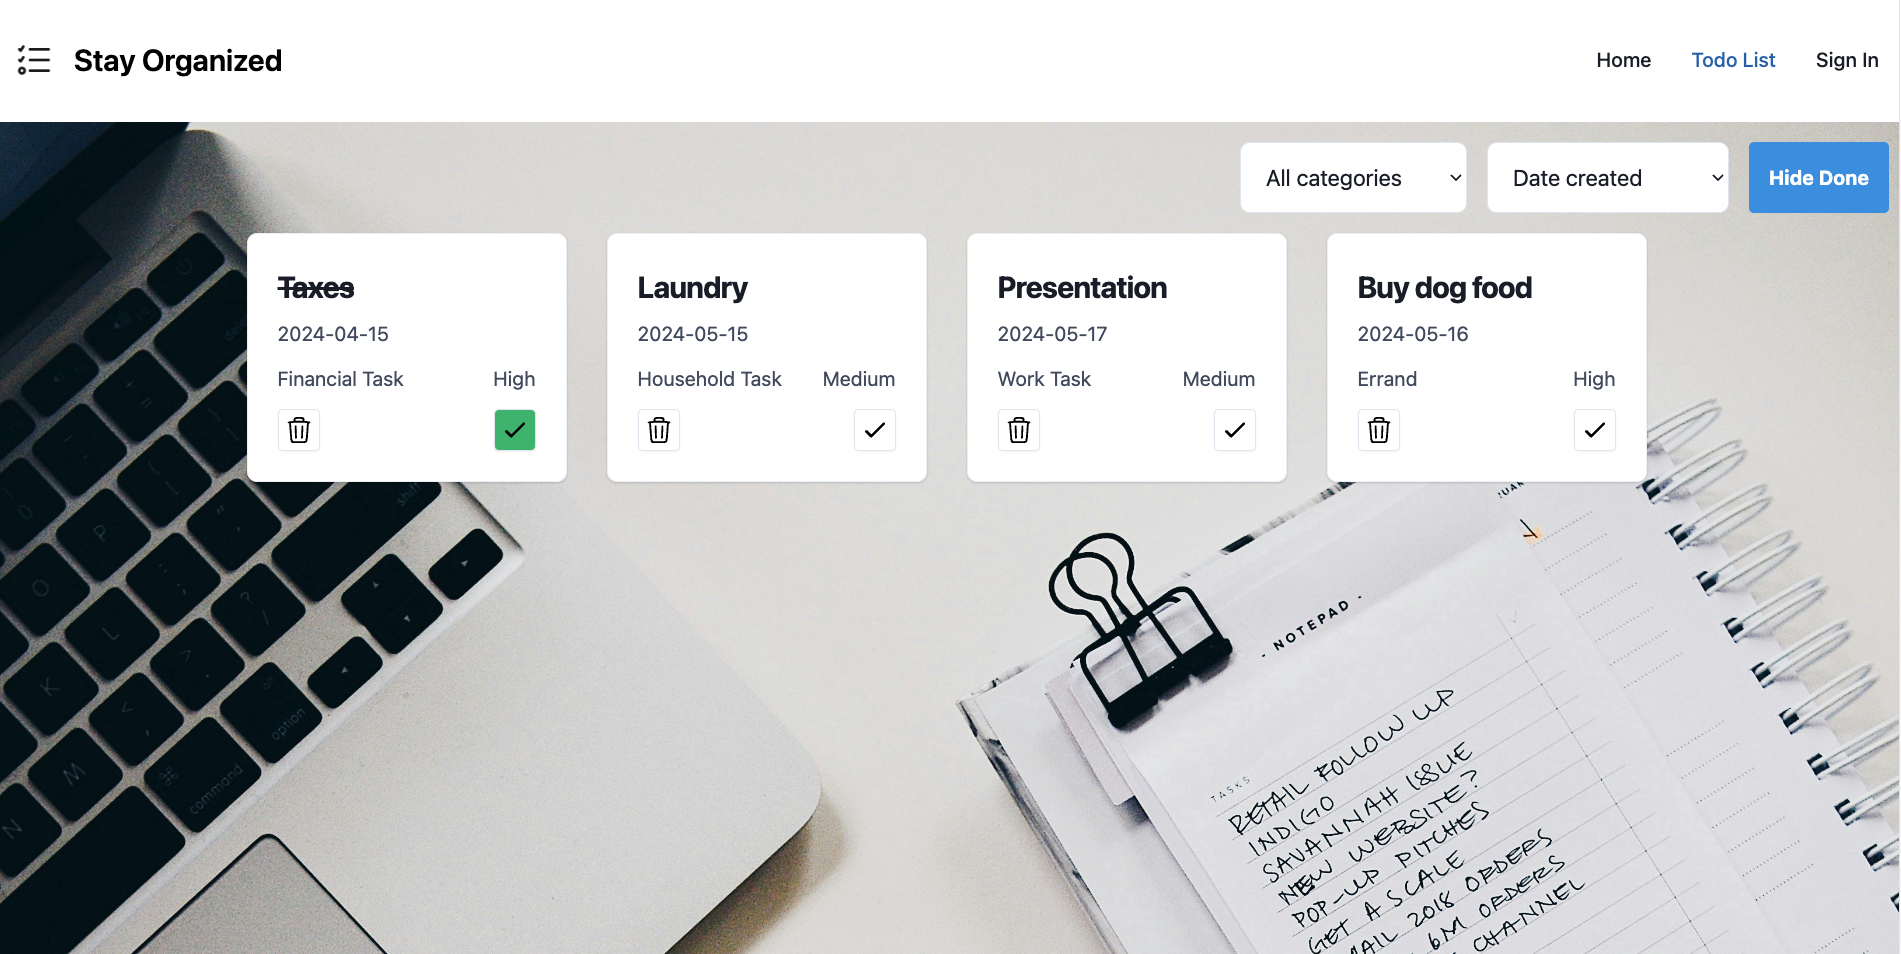 Stay Organized
Home
Todo List
Sign In
All categories
Date created
Hide Done
Taxes
2024-04-15
Financial Task
High
Laundry
2024-05-15
Household Task
Medium
Presentation
2024-05-17
Work Task
Medium
Buy dog food
2024-05-16
Errand
High
shift
option
command
- NOTEPAD -
TASKS
RETAIL FOLLOW UP
INDIGO
SAVANNAH ISSUE
NEW WEBSITE?
POP-UP PITCHES
GET A SCALE
2018 ORDERS
6M ORDERS
CHANNEL